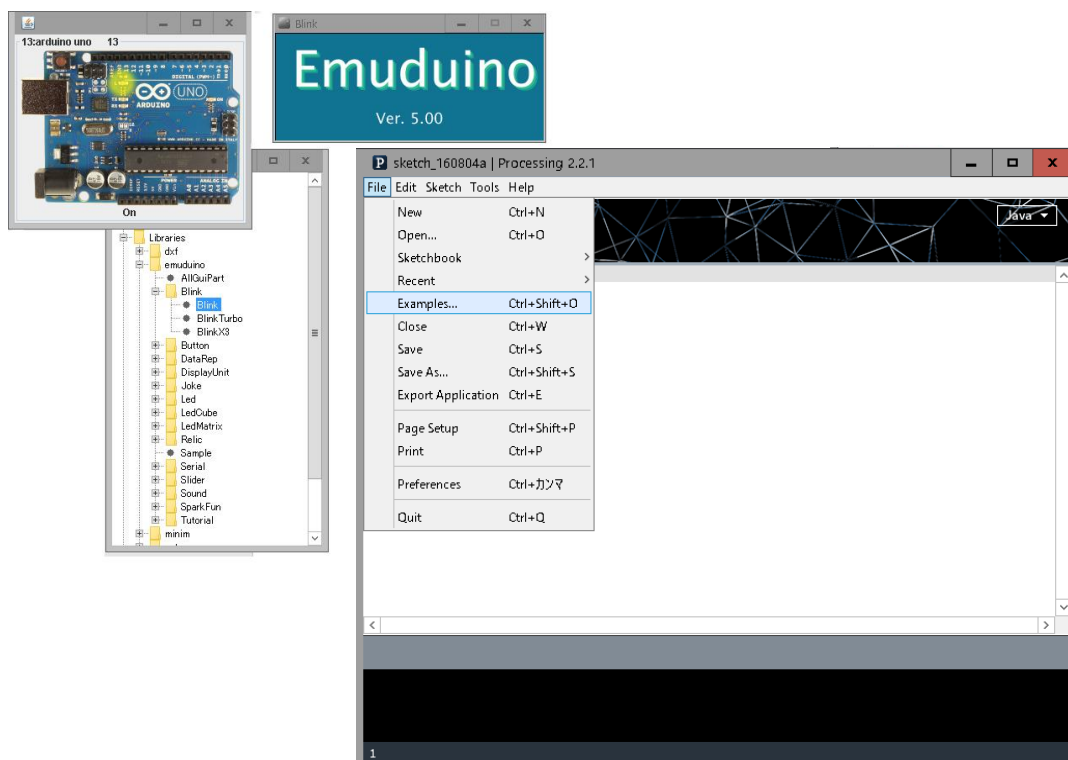 13:arduino uno
13
UNO
ARDUINO
On
Blink
Emuduino
Ver. 5.00
Libraries
dxf
emuduino
AllGuiPart
Blink
Blink
BlinkTurbo
BlinkX3
Button
DataRep
DisplayUnit
Joke
Led
LedCube
LedMatrix
Relic
Sample
Serial
Slider
Sound
SparkFun
Tutorial
minim
sketch_160804a | Processing 2.2.1
File Edit Sketch Tools Help
Java
New Ctrl+N
Open... Ctrl+O
Sketchbook
Recent
Examples... Ctrl+Shift+O
Close Ctrl+W
Save Ctrl+S
Save As... Ctrl+Shift+S
Export Application Ctrl+E
Page Setup Ctrl+Shift+P
Print Ctrl+P
Preferences Ctrl+カンマ
Quit Ctrl+Q
1